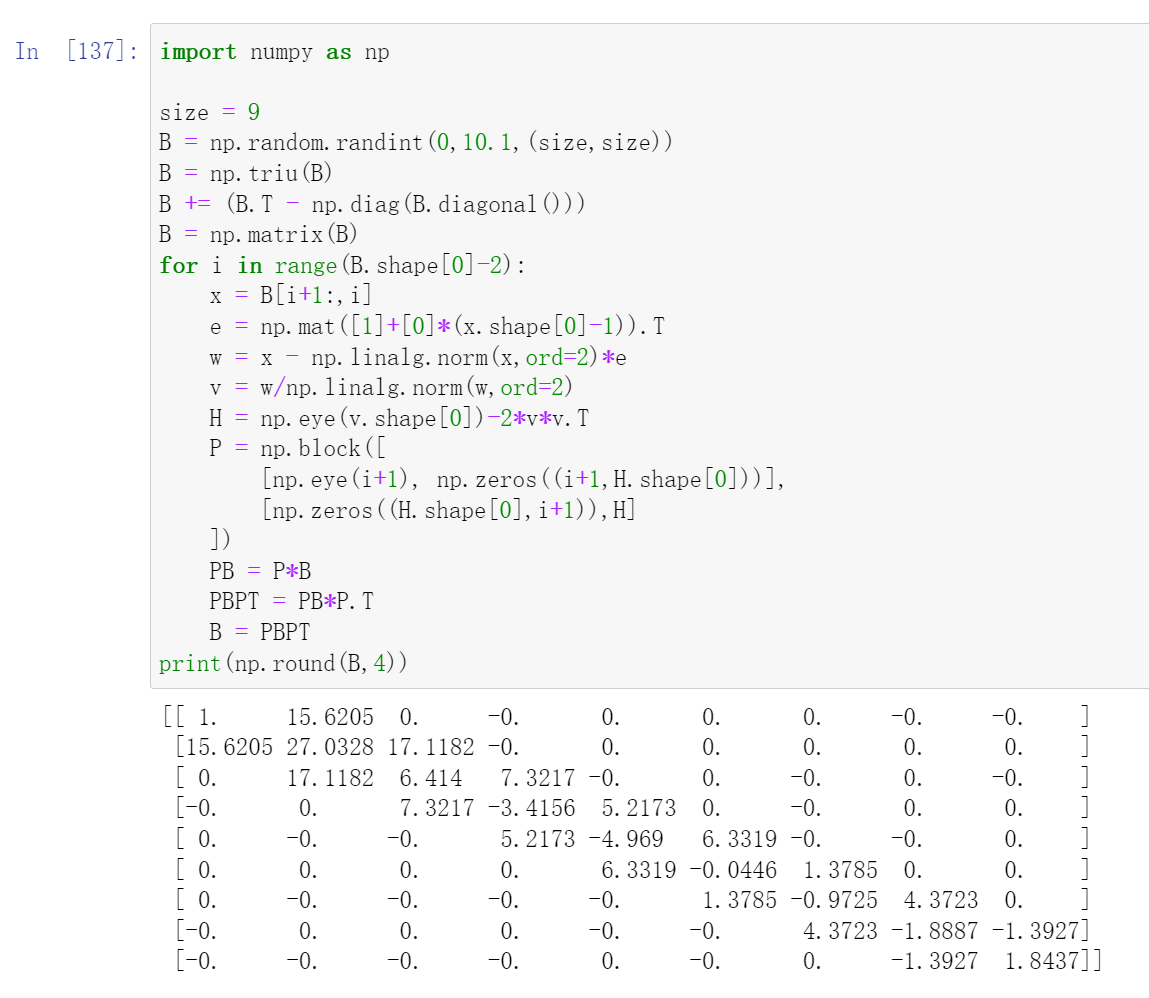 In [137]: import numpy as np
size = 9
B = np.random.randint(0,10.1,(size,size))
B = np.triu(B)
B += (B.T - np.diag(B.diagonal()))
B = np.matrix(B)
for i in range(B.shape[0]-2):
    x = B[i+1:,i]
    e = np.mat([1]+[0]*(x.shape[0]-1)).T
    w = x - np.linalg.norm(x,ord=2)*e
    v = w/np.linalg.norm(w,ord=2)
    H = np.eye(v.shape[0])-2*v*v.T
    P = np.block([
        [np.eye(i+1), np.zeros((i+1,H.shape[0]))],
        [np.zeros((H.shape[0],i+1)),H]
    ])
    PB = P*B
    PBPT = PB*P.T
    B = PBPT
print(np.round(B,4))
[[ 1. 15.6205 0. -0. 0. 0. 0. -0. -0. ]
[15.6205 27.0328 17.1182 -0. 0. 0. 0. 0. 0. ]
[ 0. 17.1182 6.414 7.3217 -0. 0. -0. 0. -0. ]
[-0. 0. 7.3217 -3.4156 5.2173 0. -0. 0. 0. ]
[ 0. -0. -0. 5.2173 -4.969 6.3319 -0. -0. 0. ]
[ 0. 0. 0. 0. 6.3319 -0.0446 1.3785 0. 0. ]
[ 0. -0. -0. -0. -0. 1.3785 -0.9725 4.3723 0. ]
[-0. 0. 0. 0. -0. -0. 4.3723 -1.8887 -1.3927]
[-0. -0. -0. -0. 0. -0. 0. -1.3927 1.8437]]